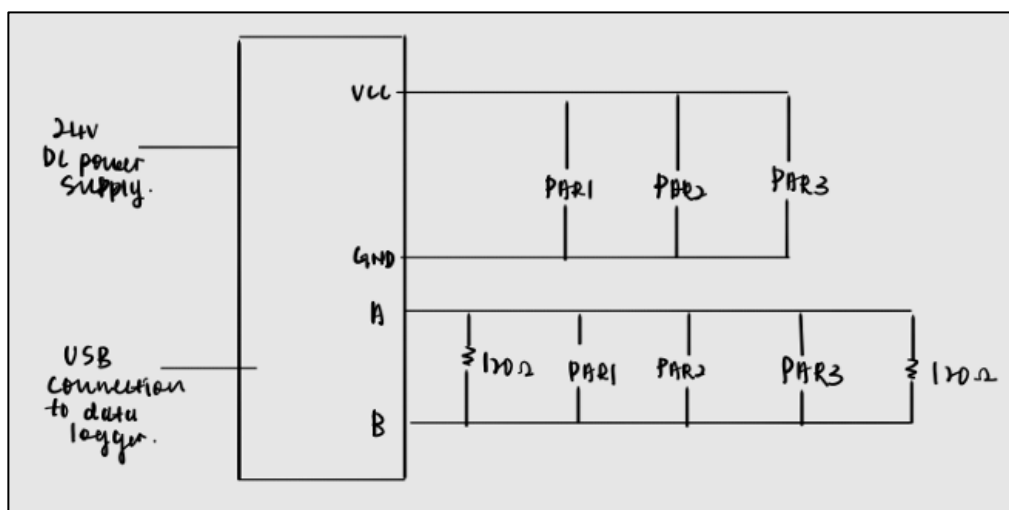 24V
DC power
supply.
USB
connection
to data
logger.
VCC
GND
A
B
PAR1
PAR2
PAR3
120Ω
PAR1
PAR2
PAR3
120Ω